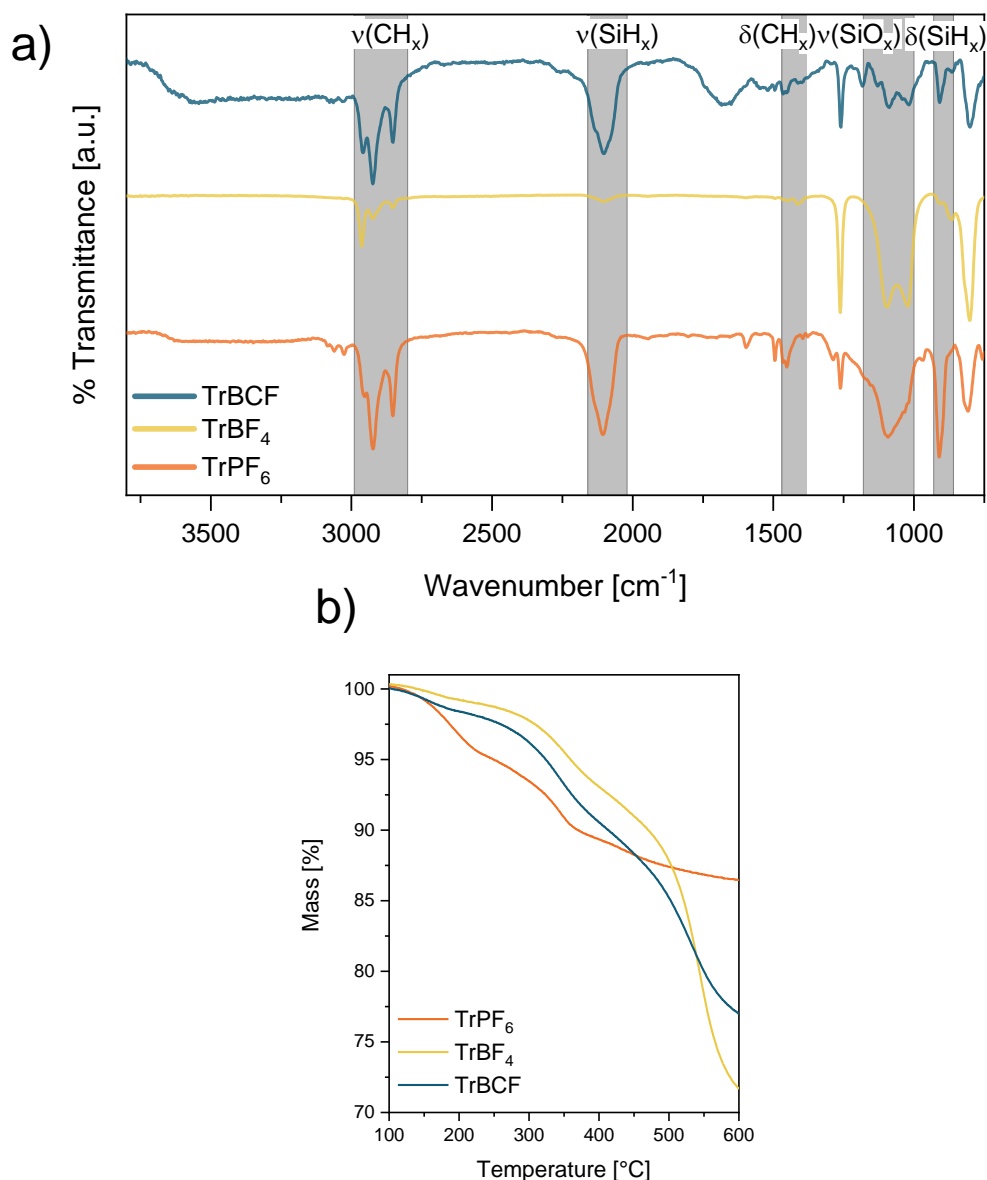 a)
ν(CHₓ) ν(SiHₓ) δ(CHₓ) ν(SiOₓ) δ(SiHₓ)
% Transmittance [a.u.]
TrBCF
TrBF₄
TrPF₆
3500 3000 2500 2000 1500 1000
Wavenumber [cm⁻¹]
b)
100
95
90
85
80
75
70
Mass [%]
TrPF₆
TrBF₄
TrBCF
100 200 300 400 500 600
Temperature [°C]